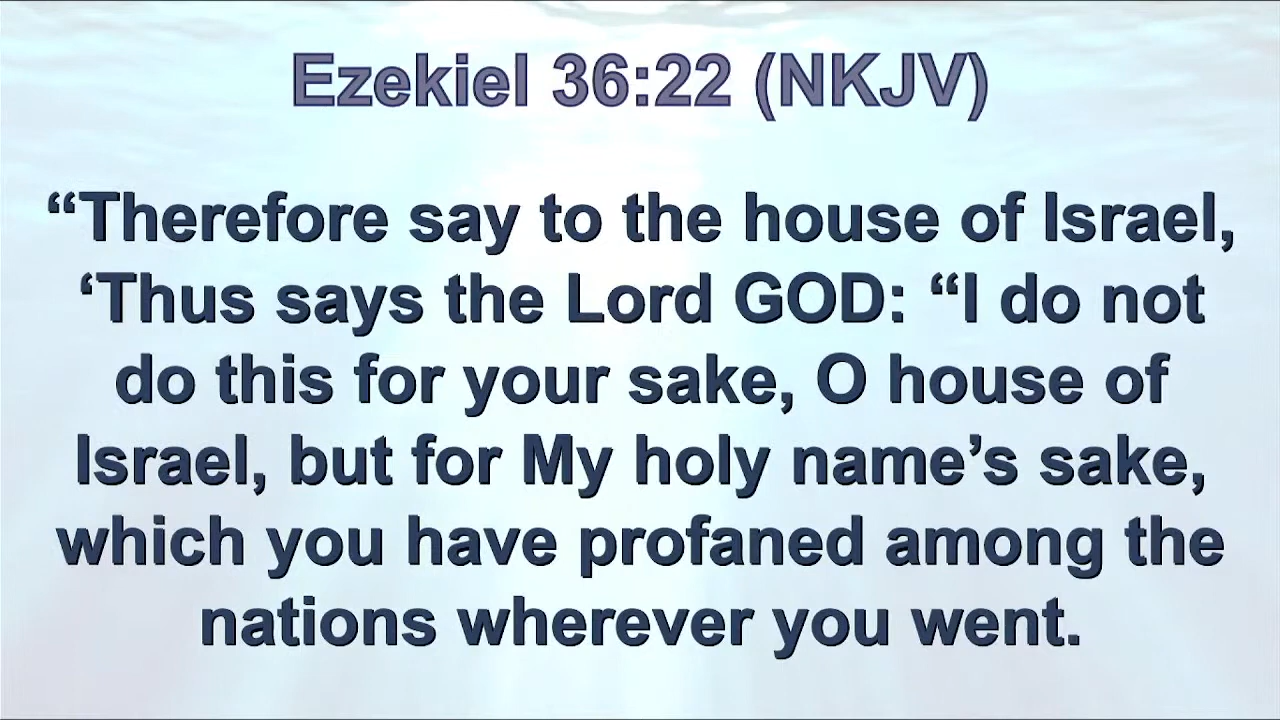 Ezekiel 36:22 (NKJV)
“Therefore say to the house of Israel,
‘Thus says the Lord GOD: “I do not
do this for your sake, O house of
Israel, but for My holy name’s sake,
which you have profaned among the
nations wherever you went.